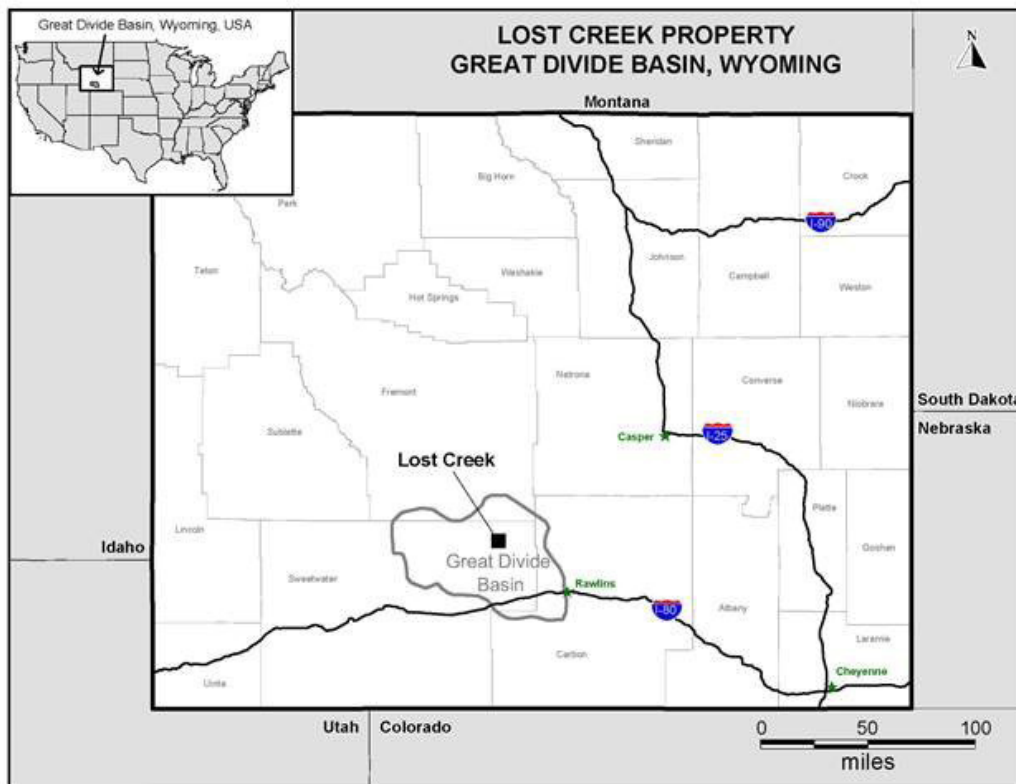 Great Divide Basin, Wyoming, USA
LOST CREEK PROPERTY
GREAT DIVIDE BASIN, WYOMING
N
Montana
Sheridan
Big Horn
Crook
Park
I-90
Johnson
Teton
Washakie
Campbell
Weston
Hot Springs
Natrona
Converse
Fremont
Niobrara
South Dakota
Sublette
Casper
I-25
Nebraska
Lost Creek
Platte
Lincoln
Goshen
Idaho
Great Divide
Basin
Sweetwater
Rawlins
I-80
Albany
Laramie
Carbon
Cheyenne
Uinta
Utah
Colorado
0 50 100
miles